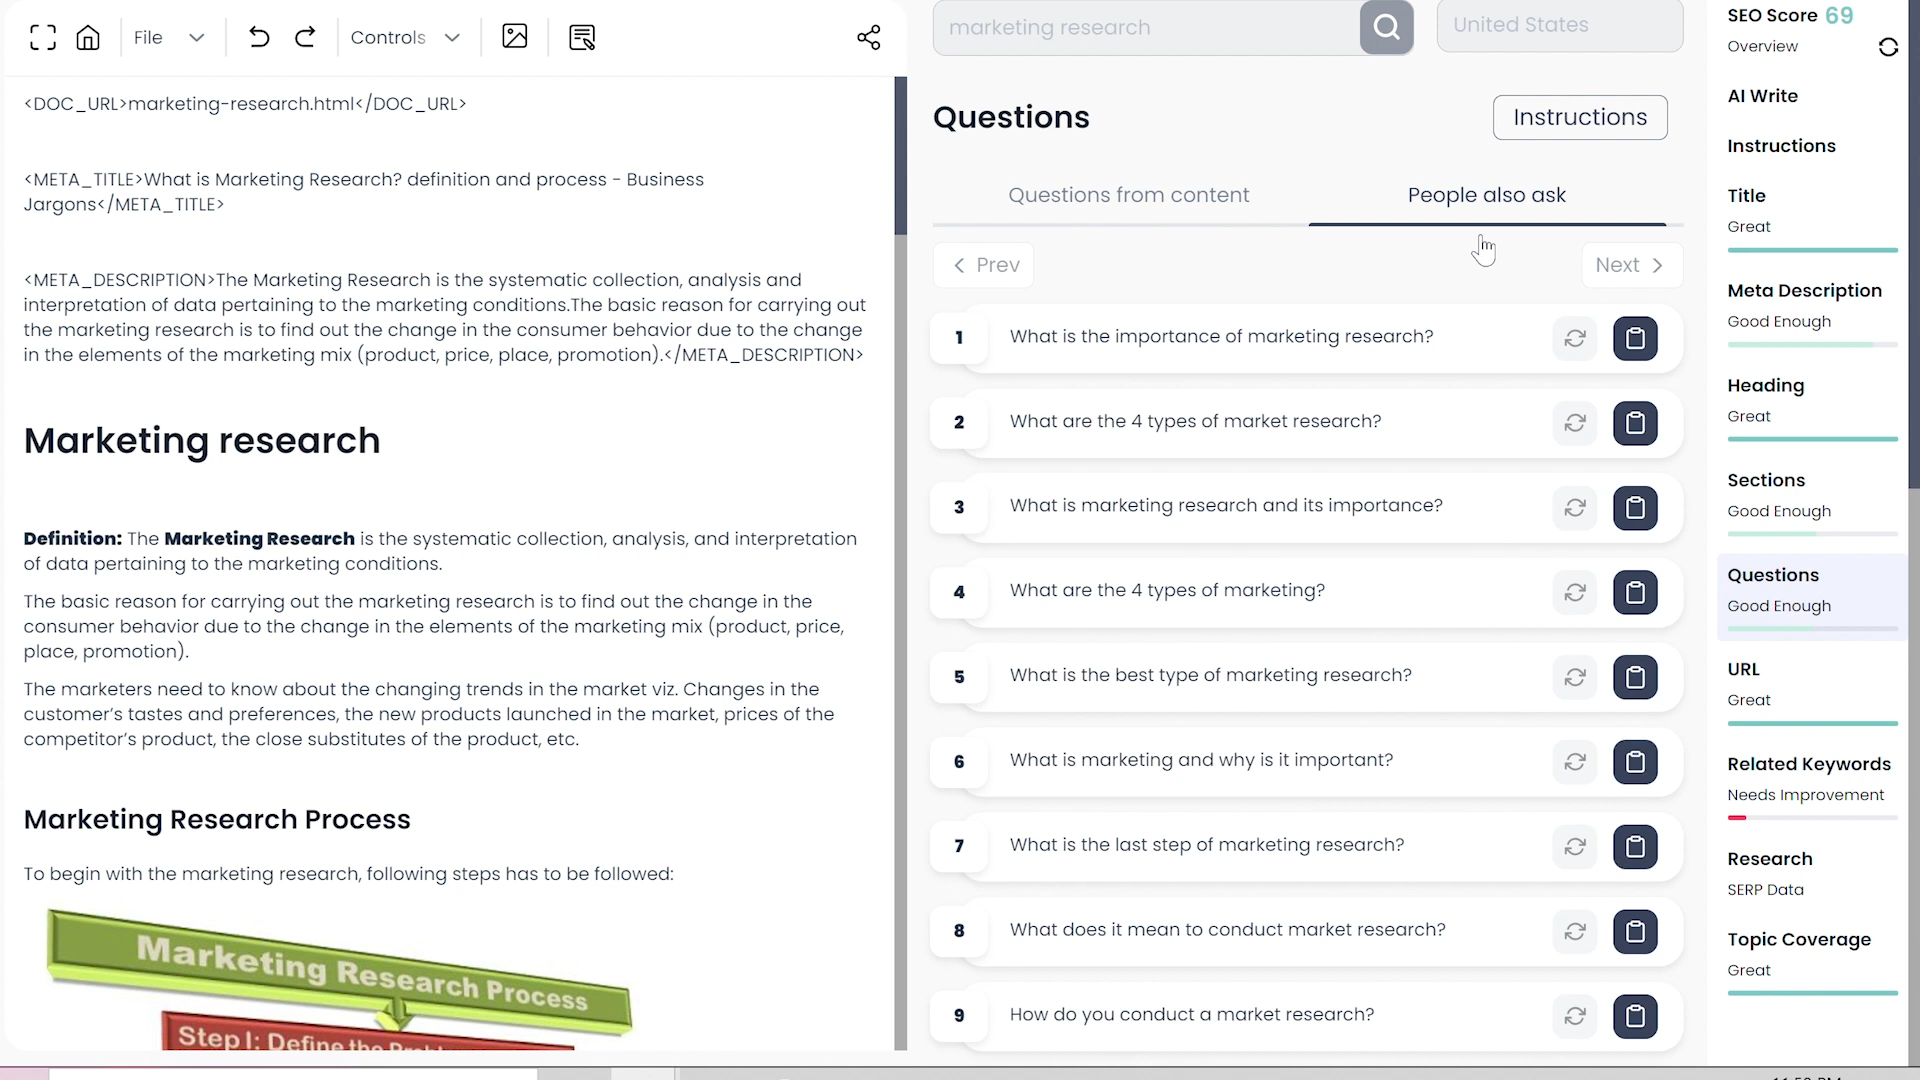 File
Controls
<DOC_URL>marketing-research.html</DOC_URL>
<META_TITLE>What is Marketing Research? definition and process - Business
Jargons</META_TITLE>
<META_DESCRIPTION>The Marketing Research is the systematic collection, analysis and
interpretation of data pertaining to the marketing conditions.The basic reason for carrying out
the marketing research is to find out the change in the consumer behavior due to the change
in the elements of the marketing mix (product, price, place, promotion).</META_DESCRIPTION>
Marketing research
Definition: The Marketing Research is the systematic collection, analysis, and interpretation
of data pertaining to the marketing conditions.
The basic reason for carrying out the marketing research is to find out the change in the
consumer behavior due to the change in the elements of the marketing mix (product, price,
place, promotion).
The marketers need to know about the changing trends in the market viz. Changes in the
customer's tastes and preferences, the new products launched in the market, prices of the
competitor's product, the close substitutes of the product, etc.
Marketing Research Process
To begin with the marketing research, following steps has to be followed:
Marketing Research Process
Step 1: Define the
marketing research
United States
Questions
Instructions
Questions from content
People also ask
Prev
Next
1 What is the importance of marketing research?
2 What are the 4 types of market research?
3 What is marketing research and its importance?
4 What are the 4 types of marketing?
5 What is the best type of marketing research?
6 What is marketing and why is it important?
7 What is the last step of marketing research?
8 What does it mean to conduct market research?
9 How do you conduct a market research?
SEO Score 69
Overview
AI Write
Instructions
Title
Great
Meta Description
Good Enough
Heading
Great
Sections
Good Enough
Questions
Good Enough
URL
Great
Related Keywords
Needs Improvement
Research
SERP Data
Topic Coverage
Great